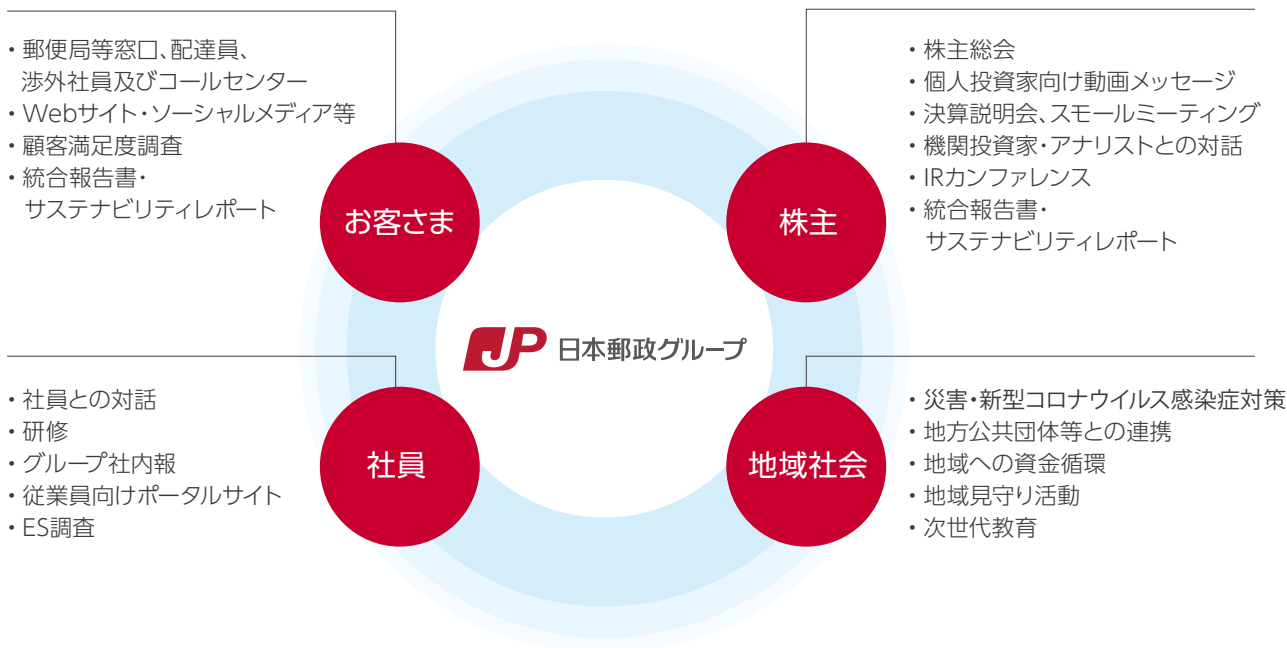 ・郵便局等窓口、配達員、
渉外社員及びコールセンター
・Webサイト・ソーシャルメディア等
・顧客満足度調査
・統合報告書・
サステナビリティレポート
お客さま
・株主総会
・個人投資家向け動画メッセージ
・決算説明会、スモールミーティング
・機関投資家・アナリストとの対話
・IRカンファレンス
・統合報告書・
サステナビリティレポート
株主
JP 日本郵政グループ
・社員との対話
・研修
・グループ社内報
・従業員向けポータルサイト
・ES調査
社員
・災害・新型コロナウイルス感染症対策
・地方公共団体等との連携
・地域への資金循環
・地域見守り活動
・次世代教育
地域社会